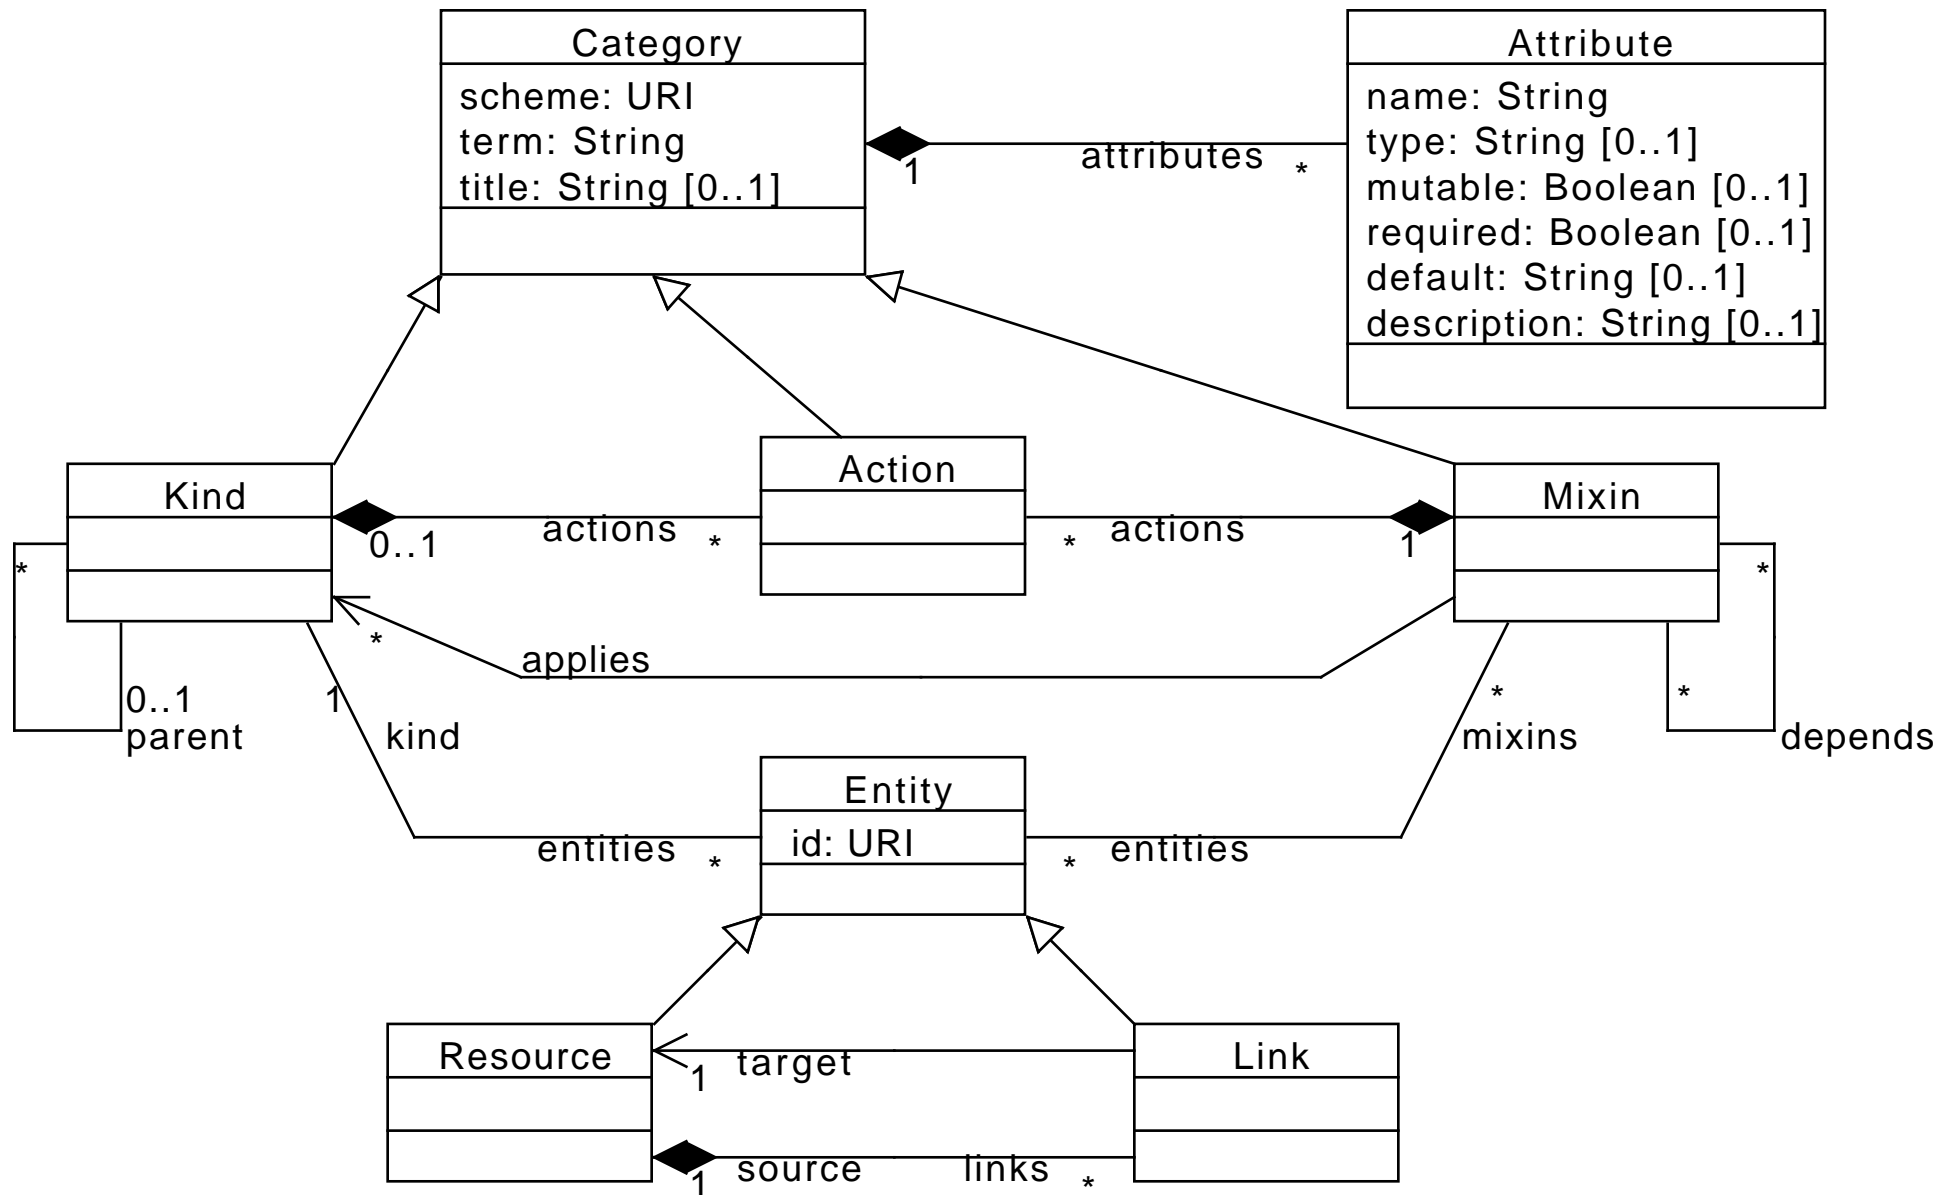 Category
scheme: URI
term: String
title: String [0..1]
1
attributes
*
Attribute
name: String
type: String [0..1]
mutable: Boolean [0..1]
required: Boolean [0..1]
default: String [0..1]
description: String [0..1]
Kind
Action
Mixin
0..1
actions
*
*
actions
1
*
*
*
applies
0..1
parent
1
kind
*
mixins
*
depends
Entity
id: URI
entities
*
*
entities
Resource
Link
1
target
1
source
links
*